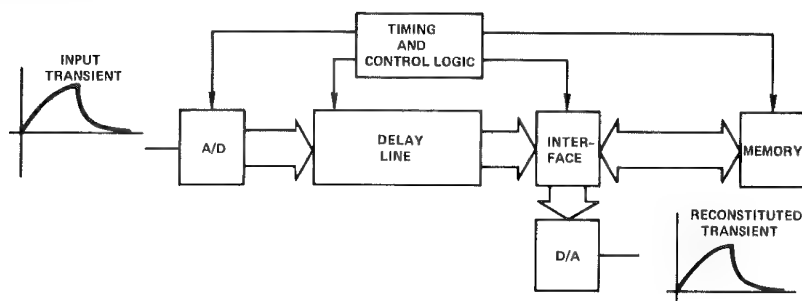 TIMING
AND
CONTROL LOGIC
INPUT
TRANSIENT
A/D
DELAY
LINE
INTER-
FACE
MEMORY
D/A
RECONSTITUTED
TRANSIENT